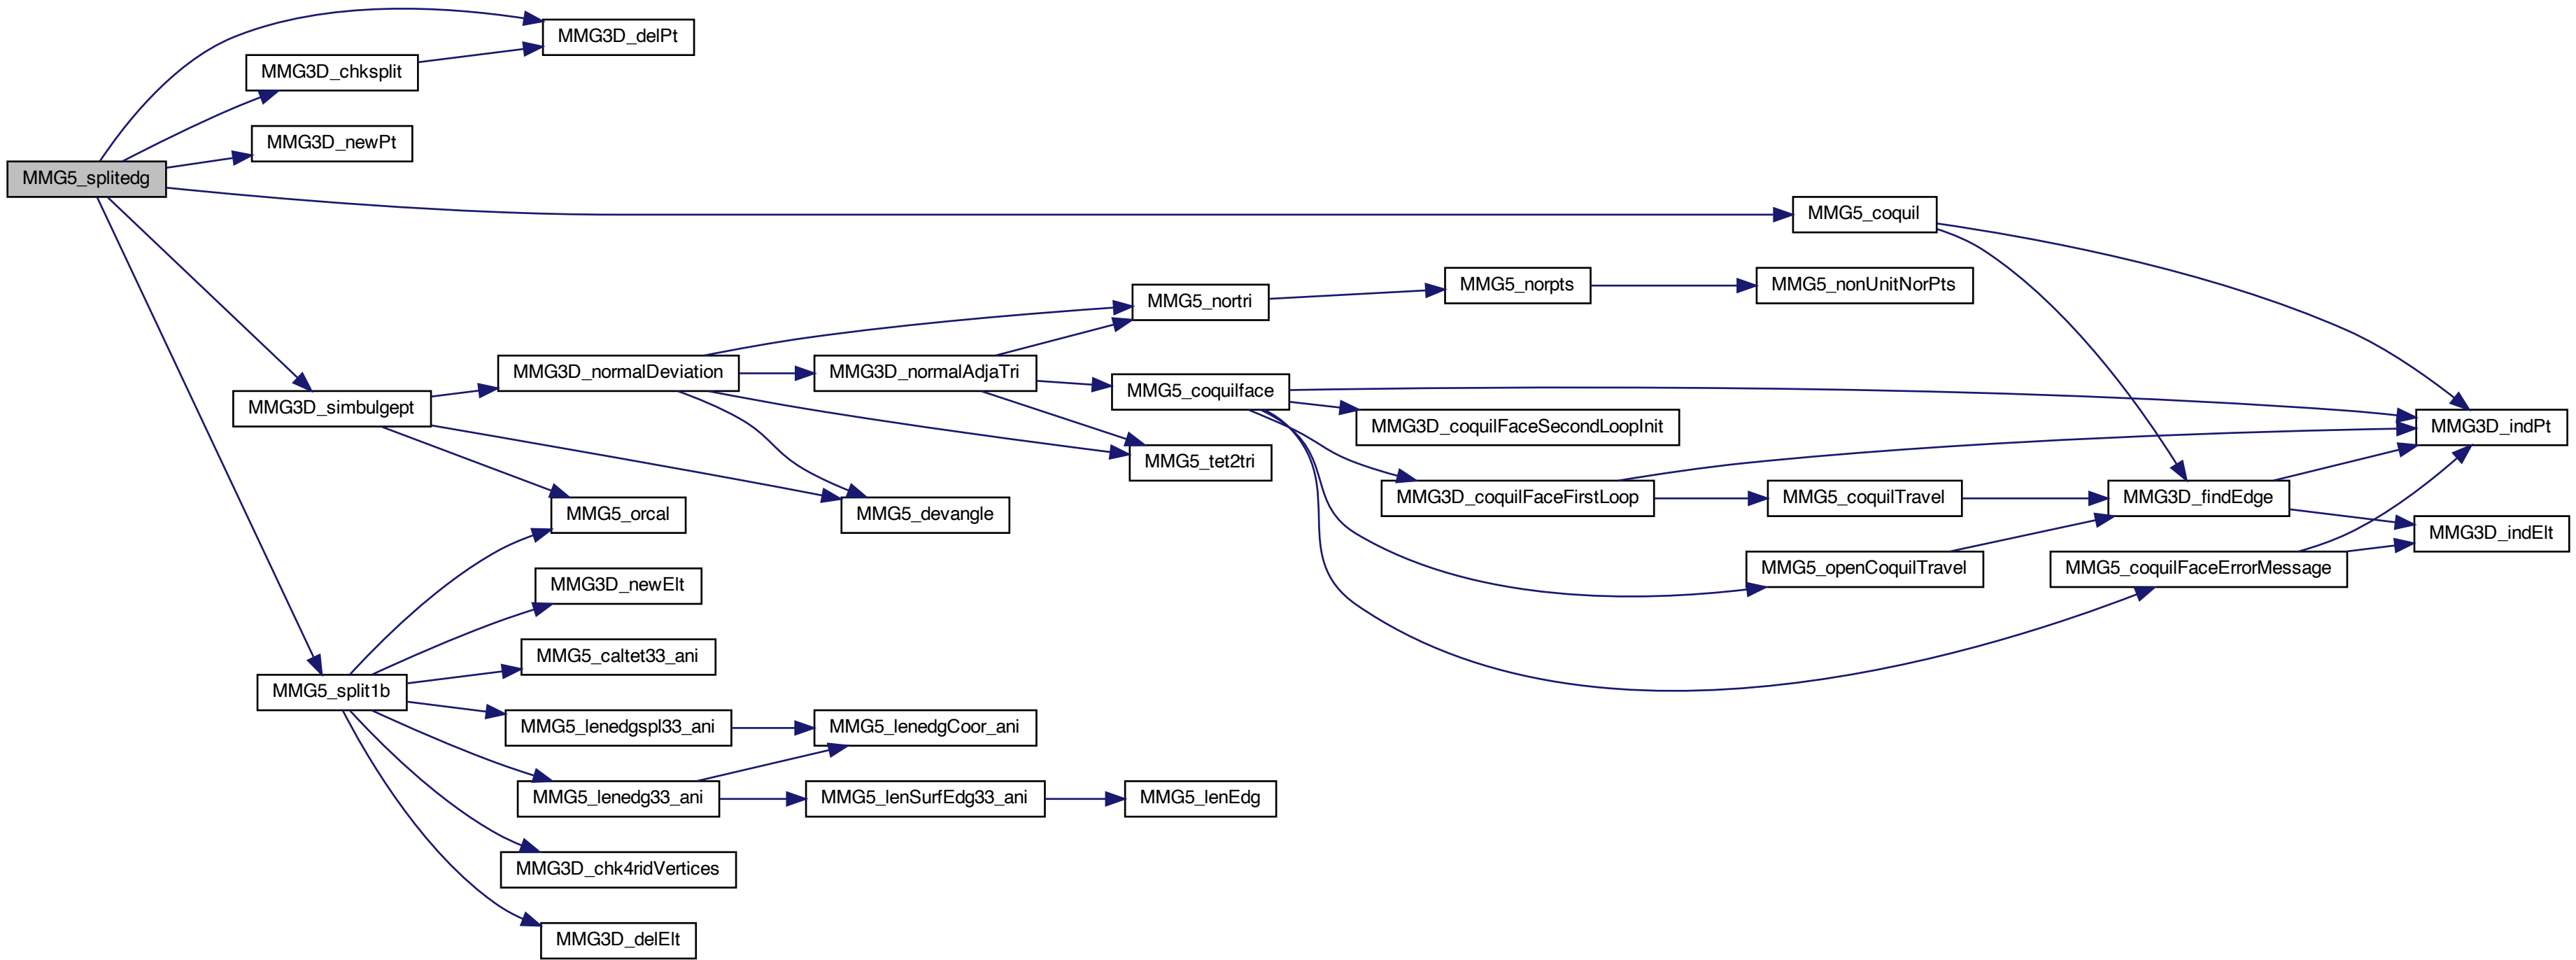 MMG3D_delPt
MMG3D_chksplit
MMG3D_newPt
MMG5_splitedg
MMG5_coquil
MMG5_norpts
MMG5_nonUnitNorPts
MMG5_nortri
MMG3D_normalDeviation
MMG3D_normalAdjaTri
MMG5_coquilface
MMG3D_simbulgept
MMG3D_coquilFaceSecondLoopInit
MMG3D_indPt
MMG5_tet2tri
MMG3D_coquilFaceFirstLoop
MMG5_coquilTravel
MMG3D_findEdge
MMG5_orcal
MMG5_devangle
MMG3D_indElt
MMG5_openCoquilTravel
MMG5_coquilFaceErrorMessage
MMG3D_newElt
MMG5_caltet33_ani
MMG5_split1b
MMG5_lenedgspl33_ani
MMG5_lenedgCoor_ani
MMG5_lenedg33_ani
MMG5_lenSurfEdg33_ani
MMG5_lenEdg
MMG3D_chk4ridVertices
MMG3D_delElt